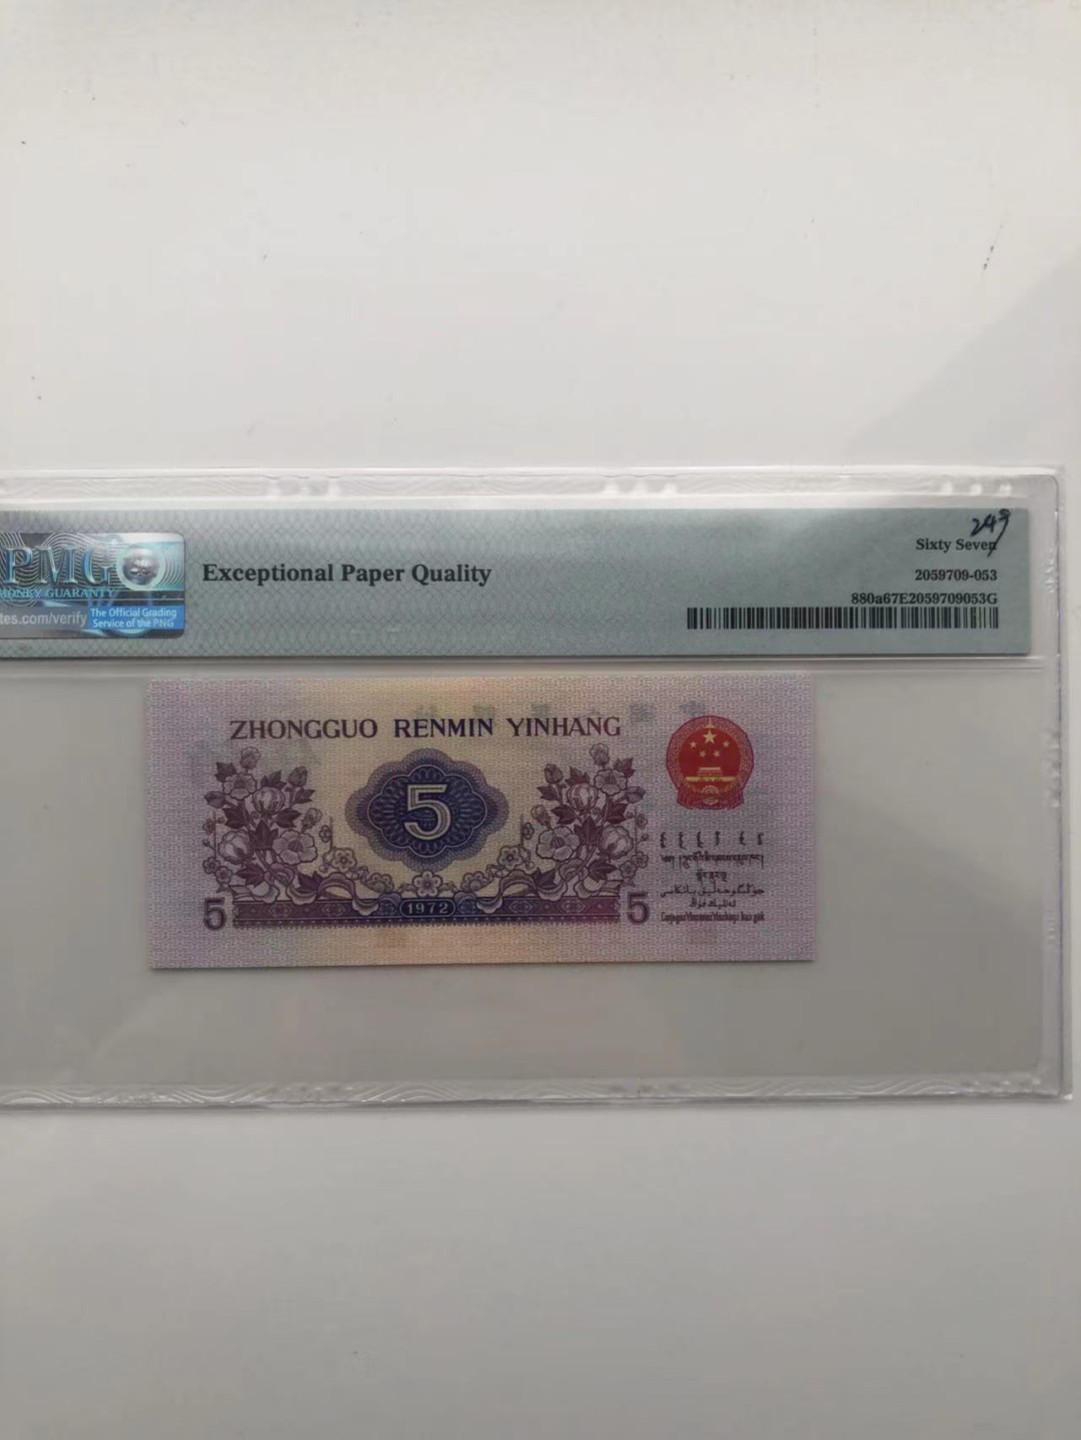 249
Sixty Seven
PMG
Exceptional Paper Quality
MONEY GUARANTY
2059709-053
tes.com/verify
The Official Grading
Service of the PNG
880a67E2059709053G
ZHONGGUO RENMIN YINHANG
5
5
1972
5